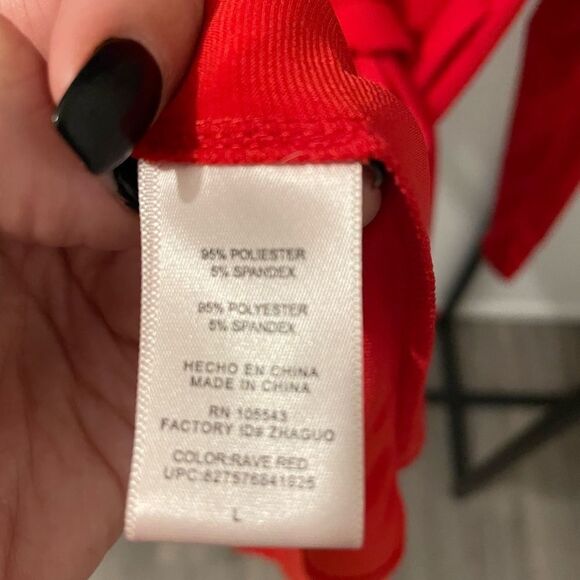 95% POLIESTER
5% SPANDEX
95% POLYESTER
5% SPANDEX
HECHO EN CHINA
MADE IN CHINA
RN 105543
FACTORY ID# ZHAGUO
COLOR:RAVE RED
UPC:827576841925
L